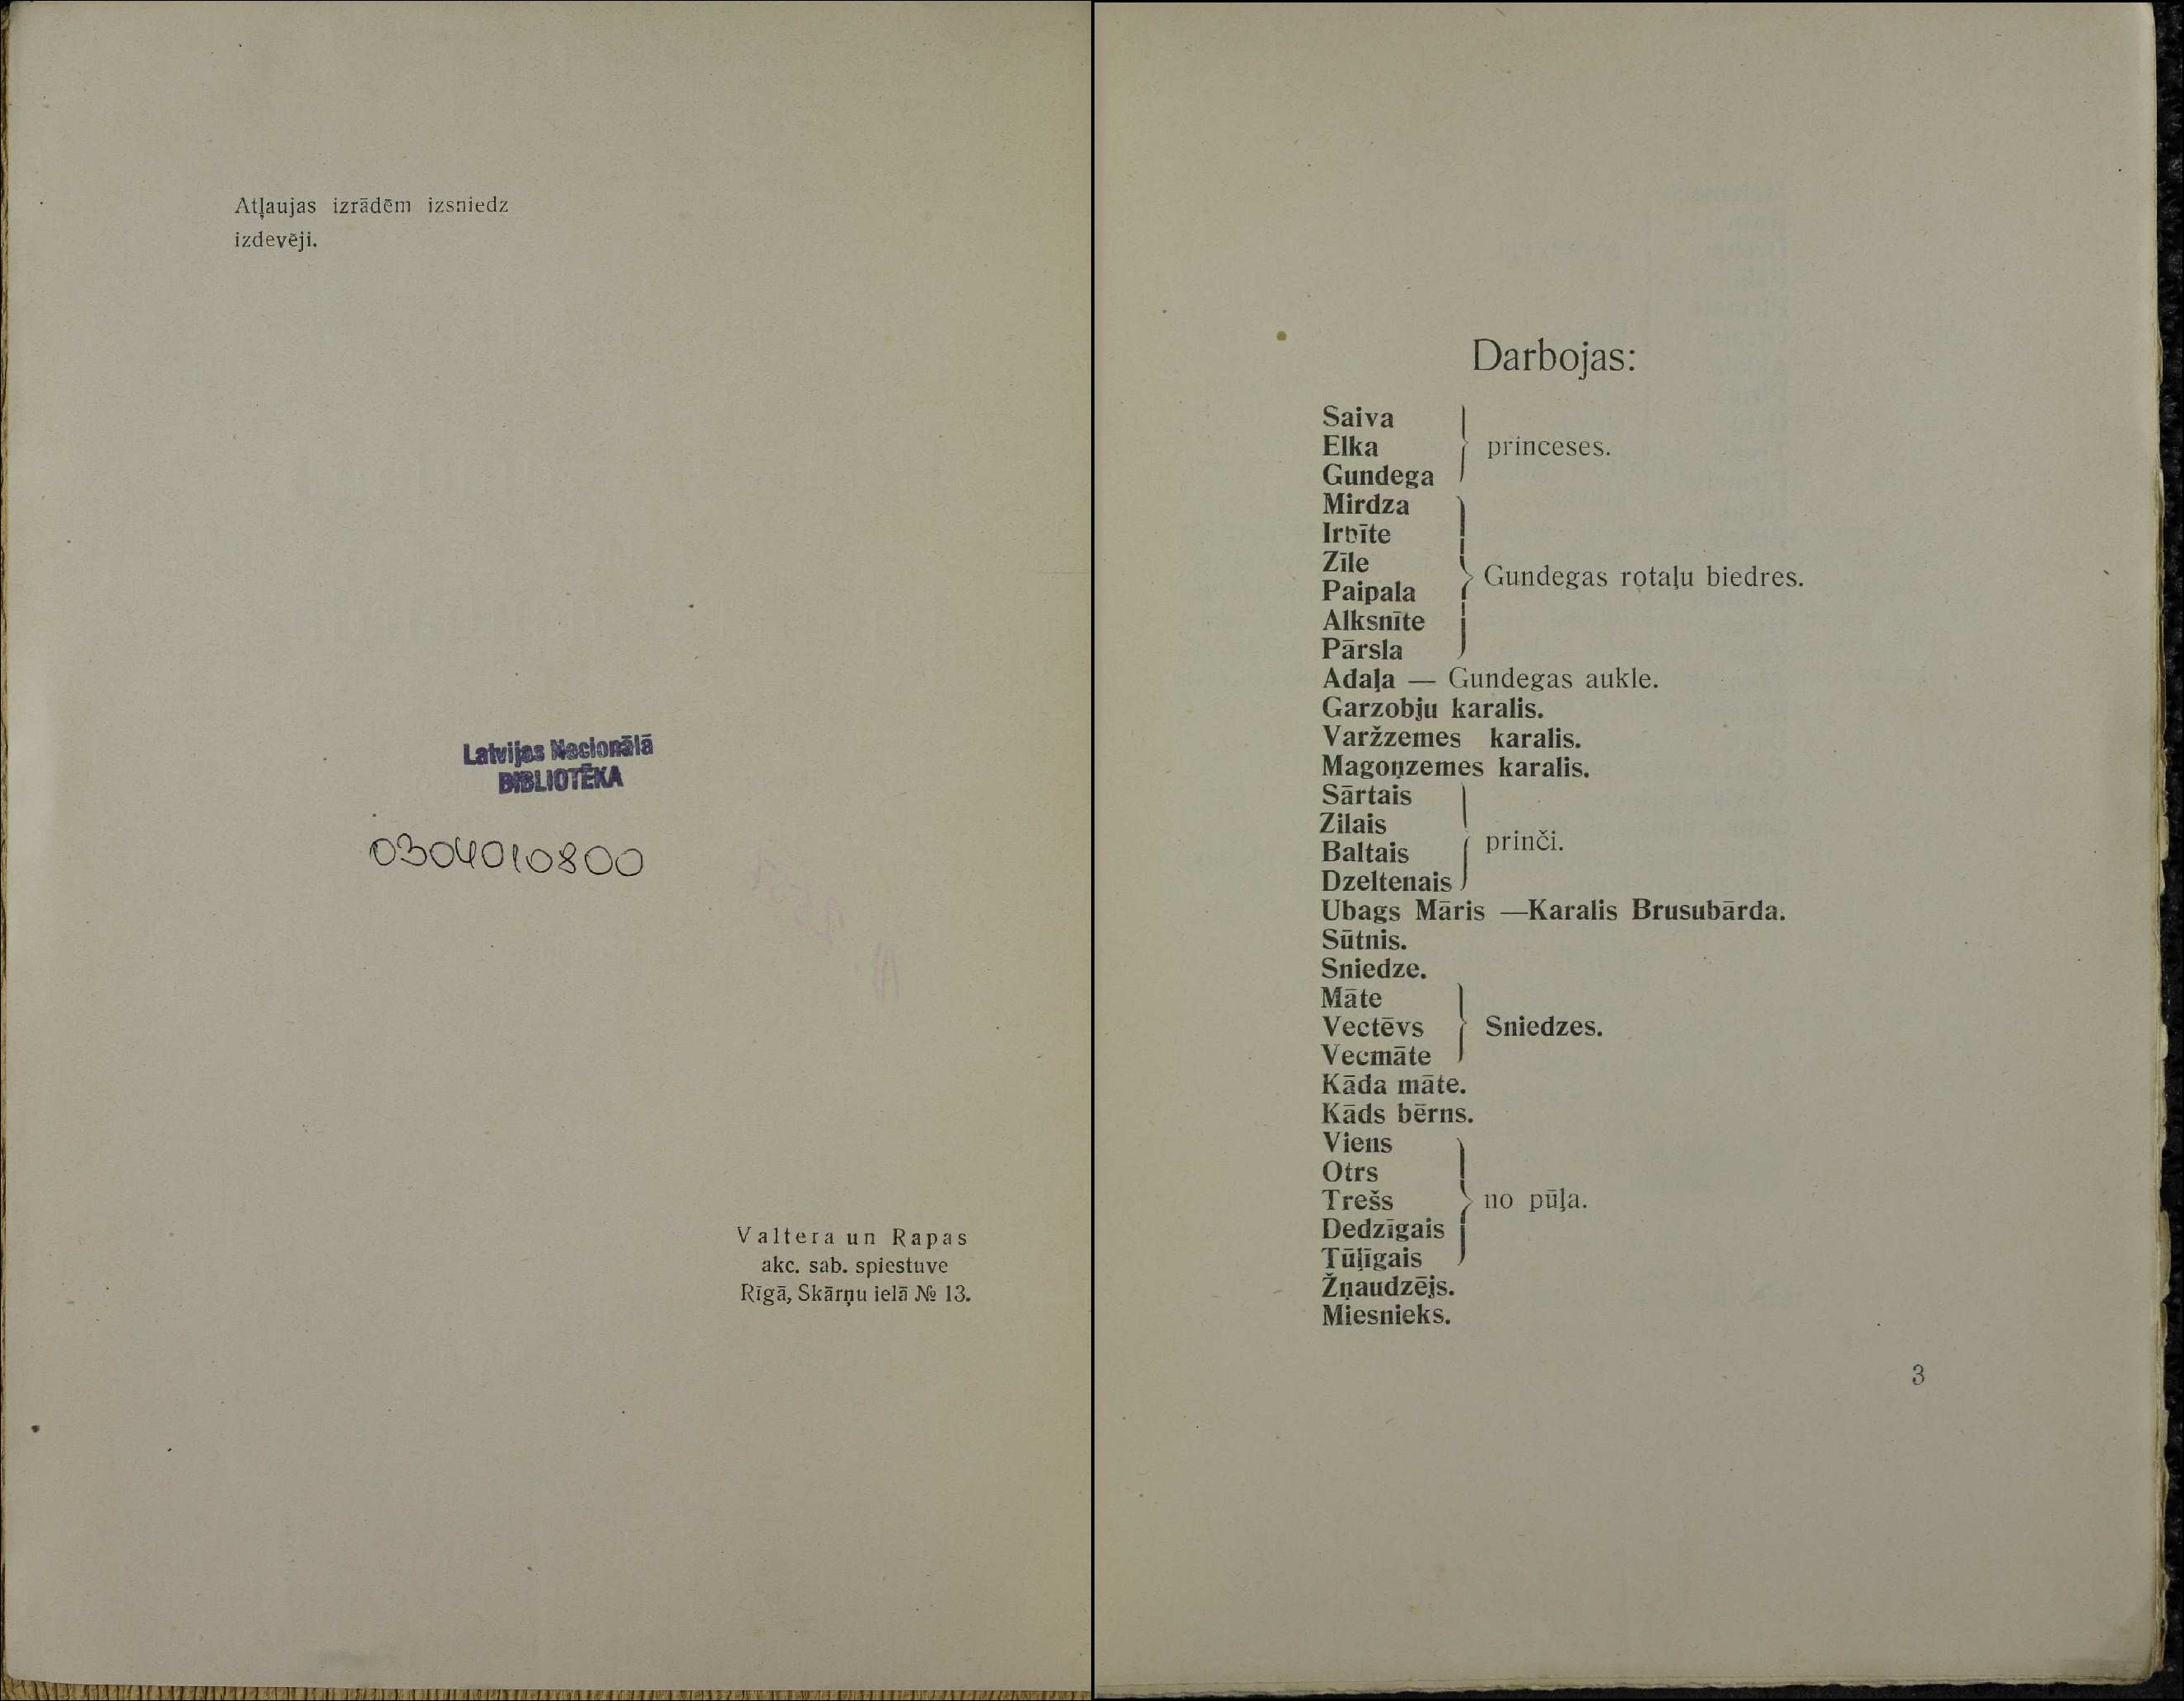 Atļaujas izrādēm izsniedz
izdevēji.
Latvijas Nacionālā
BIBLIOTĒKA
0304010800
Valtera un Rapas
akc. sab. spiestuve
Rīgā, Skārņu ielā № 13.
Darbojas:
Saiva
Elka princeses.
Gundega
Mirdza
Irbīte
Zīle
Gundegas rotaļu biedres.
Paipala
Alksnīte
Pārsla
Adaļa — Gundegas aukle.
Garzobju karalis.
Varžzemes karalis.
Magoņzemes karalis.
Sārtais
Zilais
prinči.
Baltais
Dzeltenais
Ubags Māris —Karalis Brusubārda.
Sūtnis.
Sniedze.
Māte
Vectēvs Sniedzes.
Vecmāte
Kāda māte.
Kāds bērns.
Viens
Otrs
Trešs no pūļa.
Dedzīgais
Tūļīgais
Žņaudzējs.
Miesnieks.
3